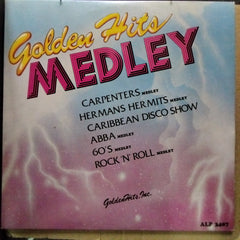 Golden Hits
MEDLEY
CARPENTERS MEDLEY
HERMANS HERMITS MEDLEY
CARIBBEAN DISCO SHOW
ABBA MEDLEY
60'S MEDLEY
ROCK 'N' ROLL MEDLEY
GoldenHits, Inc.
ALP 2407